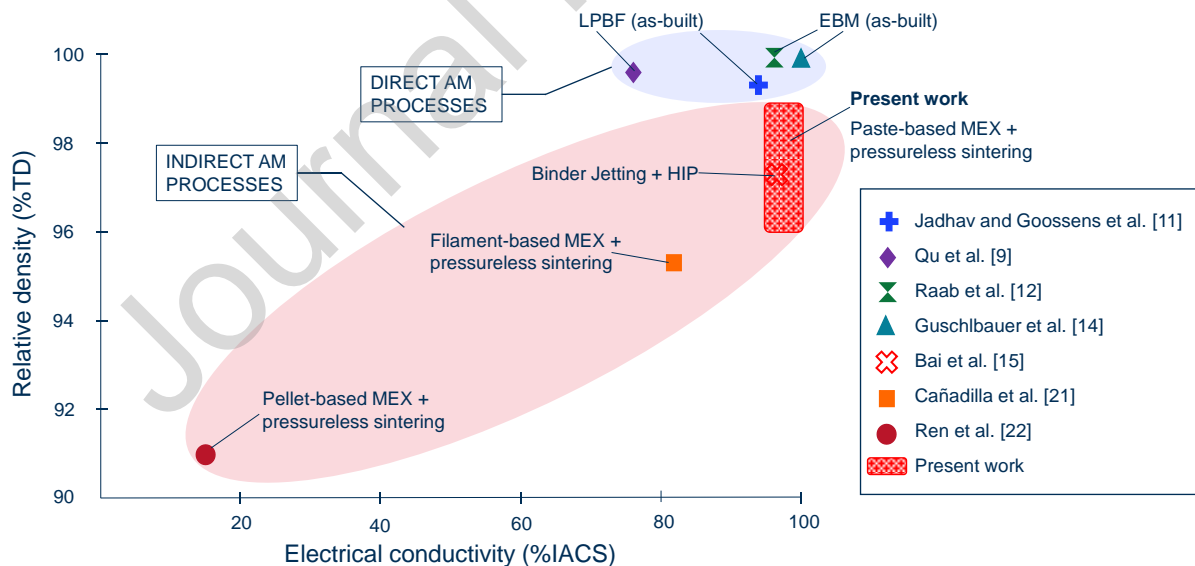 Journal
LPBF (as-built)
EBM (as-built)
DIRECT AM
PROCESSES
INDIRECT AM
PROCESSES
Present work
Paste-based MEX +
pressureless sintering
Binder Jetting + HIP
Filament-based MEX +
pressureless sintering
Pellet-based MEX +
pressureless sintering
Relative density (%TD)
100
98
96
94
92
90
20
40
60
80
100
Electrical conductivity (%IACS)
Jadhav and Goossens et al. [11]
Qu et al. [9]
Raab et al. [12]
Guschlbauer et al. [14]
Bai et al. [15]
Cañadilla et al. [21]
Ren et al. [22]
Present work